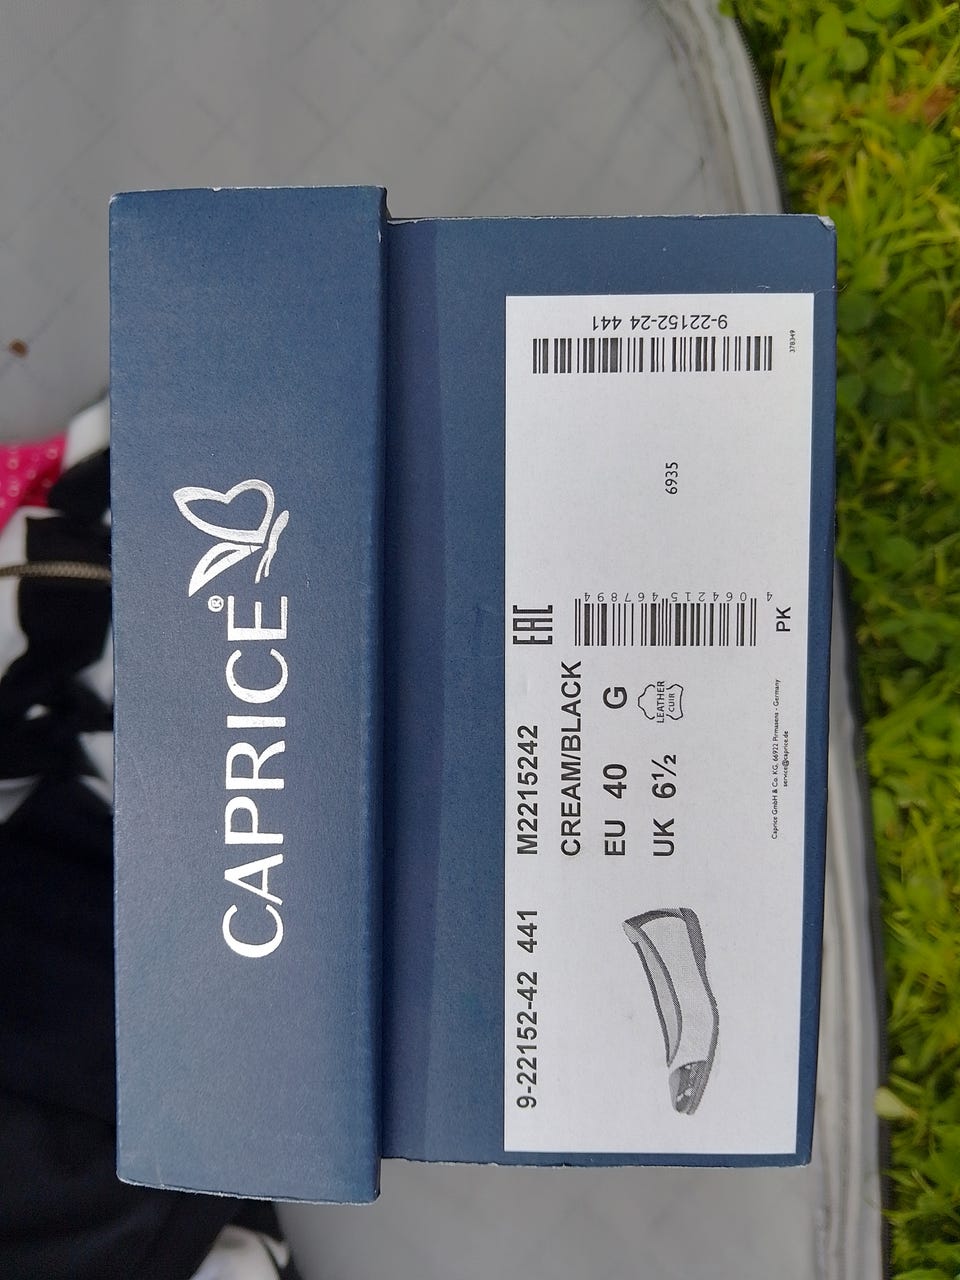 CAPRICE®
9-22152-42 441
M2215242
CREAM/BLACK
EU 40 G
UK 6½
LEATHER
CUIR
EAC
4 064215 467894
PK
6935
9-22152-24 441
378349
Caprice GmbH & Co. KG, 66922 Pirmasens - Germany
service@caprice.de